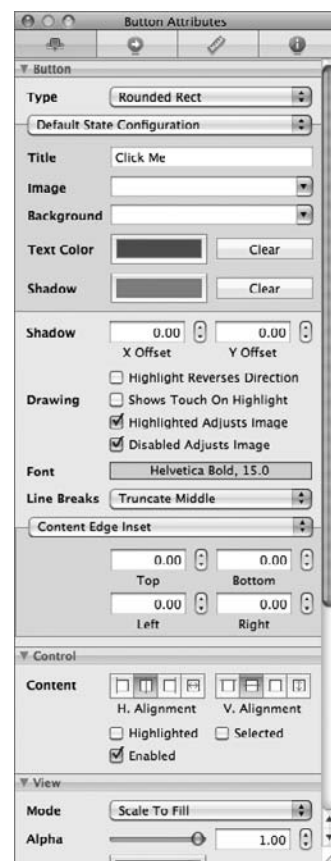 Button Attributes
Button
Type Rounded Rect
Default State Configuration
Title Click Me
Image
Background
Text Color Clear
Shadow Clear
Shadow 0.00 0.00
X Offset Y Offset
Highlight Reverses Direction
Drawing Shows Touch On Highlight
Highlighted Adjusts Image
Disabled Adjusts Image
Font Helvetica Bold, 15.0
Line Breaks Truncate Middle
Content Edge Inset
0.00 0.00
Top Bottom
0.00 0.00
Left Right
Control
Content
H. Alignment V. Alignment
Highlighted Selected
Enabled
View
Mode Scale To Fill
Alpha 1.00